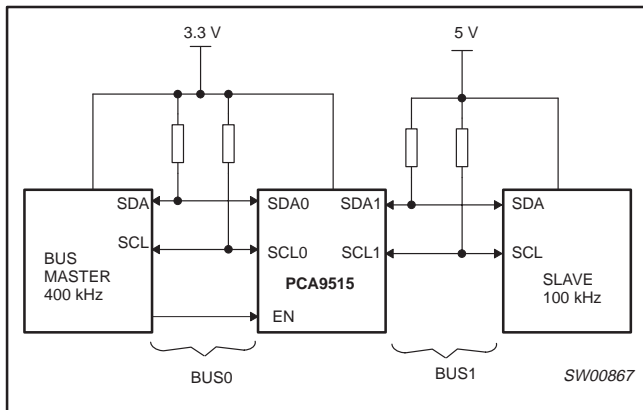 3.3 V
5 V
SDA
SDA0
SDA1
SDA
SCL
SCL0
SCL1
SCL
BUS
MASTER
400 kHz
PCA9515
SLAVE
100 kHz
EN
BUS0
BUS1
SW00867